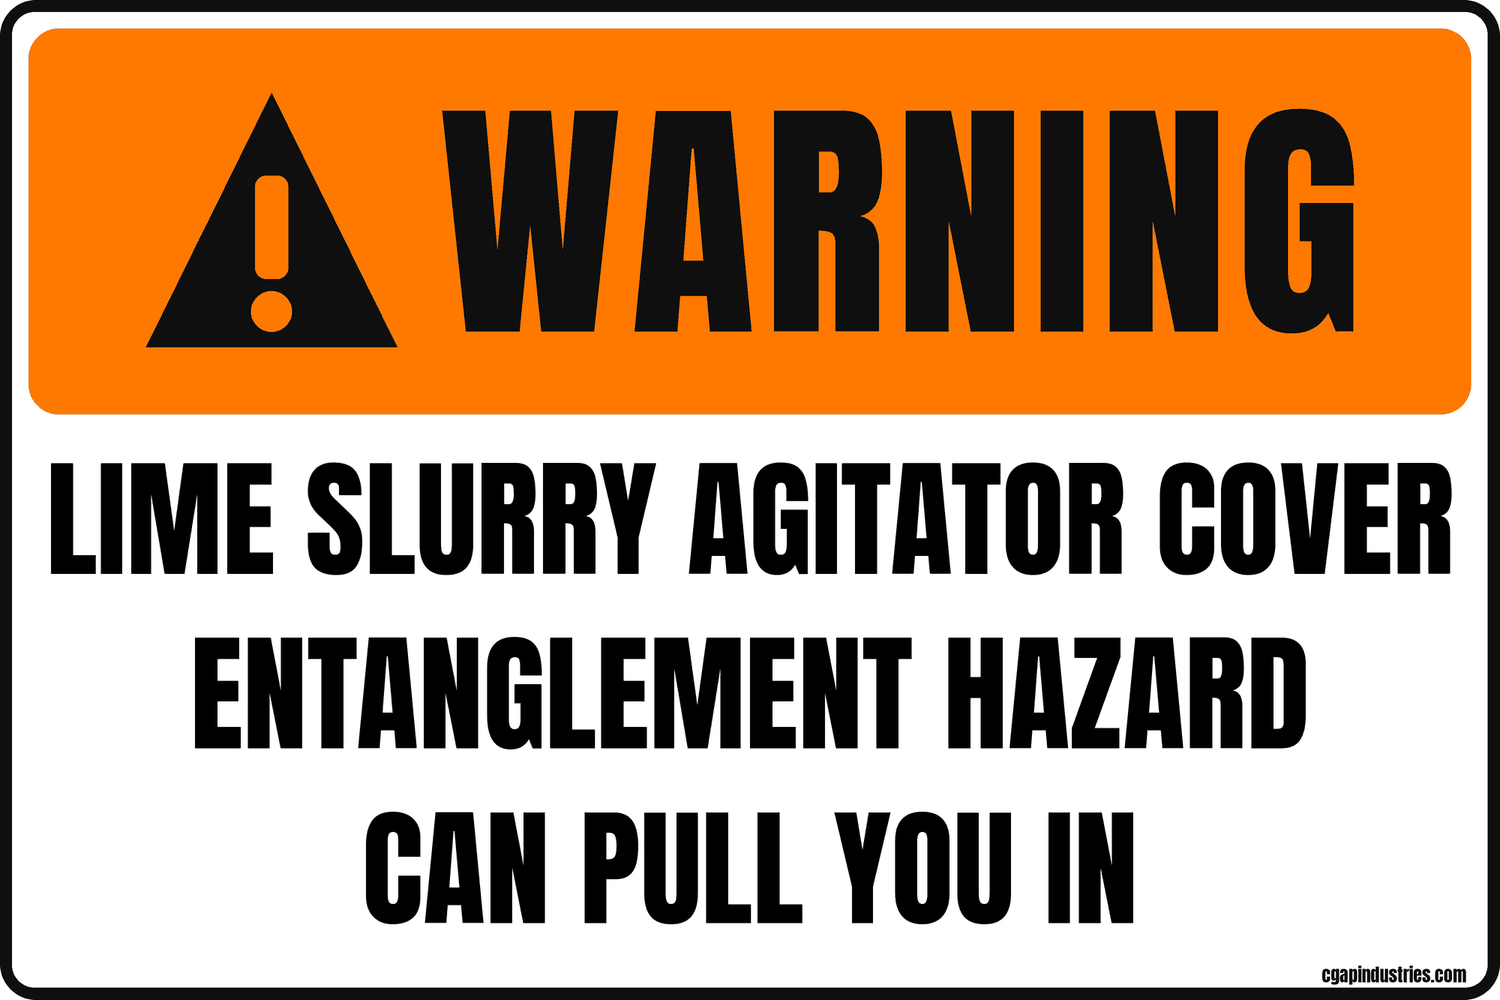 WARNING
LIME SLURRY AGITATOR COVER
ENTANGLEMENT HAZARD
CAN PULL YOU IN
cgapindustries.com